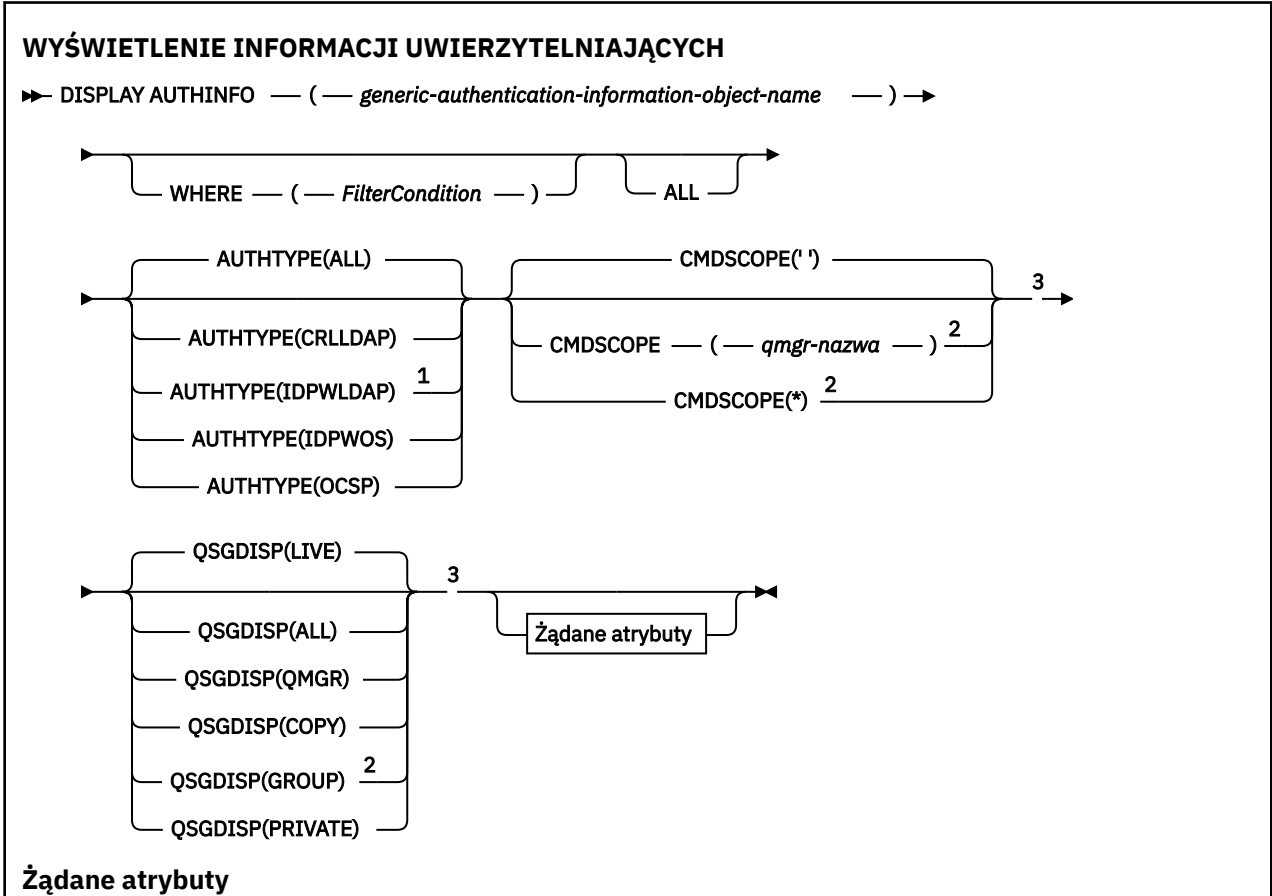 WYŚWIETLENIE INFORMACJI UWIERZYTELNIAJĄCYCH
DISPLAY AUTHINFO ( generic-authentication-information-object-name )
WHERE ( FilterCondition ) ALL
AUTHTYPE(ALL) CMDSCOPE(' ')
3
AUTHTYPE(CRLLDAP) CMDSCOPE ( qmgr-nazwa ) 2
AUTHTYPE(IDPWLDAP) 1 CMDSCOPE(*) 2
AUTHTYPE(IDPWOS)
AUTHTYPE(OCSP)
QSGDISP(LIVE)
3
QSGDISP(ALL) Żądane atrybuty
QSGDISP(QMGR)
QSGDISP(COPY)
QSGDISP(GROUP) 2
QSGDISP(PRIVATE)
Żądane atrybuty